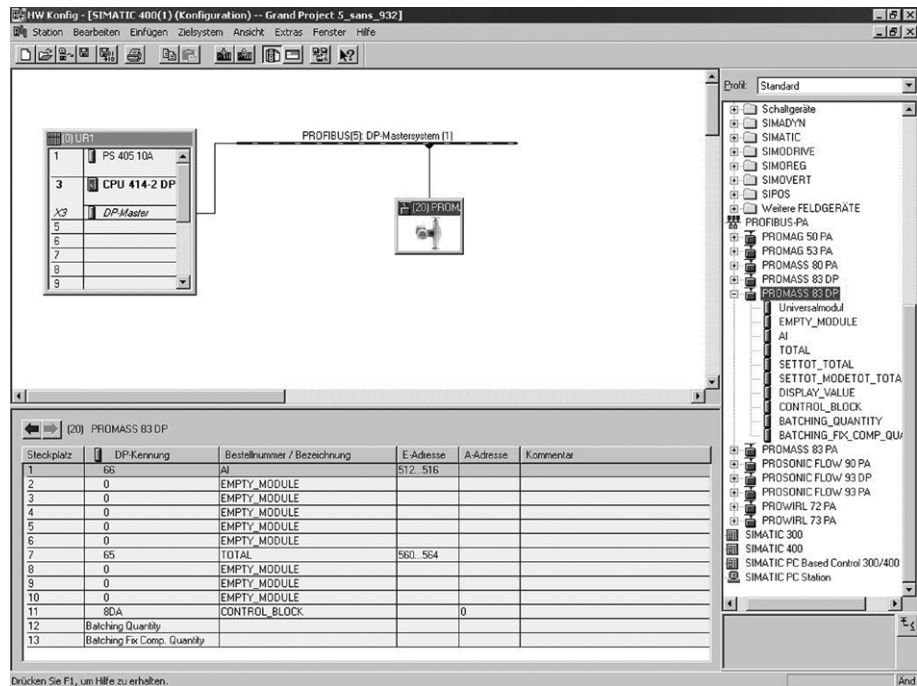 HW Konfig - [SIMATIC 400(1) (Konfiguration) -- Grand Project 5_sans_932]
Station Bearbeiten Einfügen Zielsystem Ansicht Extras Fenster Hilfe
(0) UR1
1 PS 405 10A
3 CPU 414-2 DP
X3 DP-Master
5
6
7
8
9
PROFIBUS(5): DP-Mastersystem (1)
(20) PROM
Profil: Standard
Schaltgeräte
SIMADYN
SIMATIC
SIMODRIVE
SIMOREG
SIMOVERT
SIPOS
Weitere FELDGERÄTE
PROFIBUS-PA
PROMAG 50 PA
PROMAG 53 PA
PROMASS 80 PA
PROMASS 83 DP
PROMASS 83 DP
Universalmodul
EMPTY_MODULE
AI
TOTAL
SETTOT_TOTAL
SETTOT_MODETOT_TOTA
DISPLAY_VALUE
CONTROL_BLOCK
BATCHING_QUANTITY
BATCHING_FIX_COMP_QU
PROMASS 83 PA
PROSONIC FLOW 90 PA
PROSONIC FLOW 93 DP
PROSONIC FLOW 93 PA
PROWIRL 72 PA
PROWIRL 73 PA
SIMATIC 300
SIMATIC 400
SIMATIC PC Based Control 300/400
SIMATIC PC Station
(20) PROMASS 83 DP
Steckplatz DP-Kennung Bestellnummer / Bezeichnung E-Adresse A-Adresse Kommentar
1 66 AI 512...516
2 0 EMPTY_MODULE
3 0 EMPTY_MODULE
4 0 EMPTY_MODULE
5 0 EMPTY_MODULE
6 0 EMPTY_MODULE
7 65 TOTAL 560...564
8 0 EMPTY_MODULE
9 0 EMPTY_MODULE
10 0 EMPTY_MODULE
11 8DA CONTROL_BLOCK 0
12 Batching Quantity
13 Batching Fix Comp. Quantity
Drücken Sie F1, um Hilfe zu erhalten.
Änd